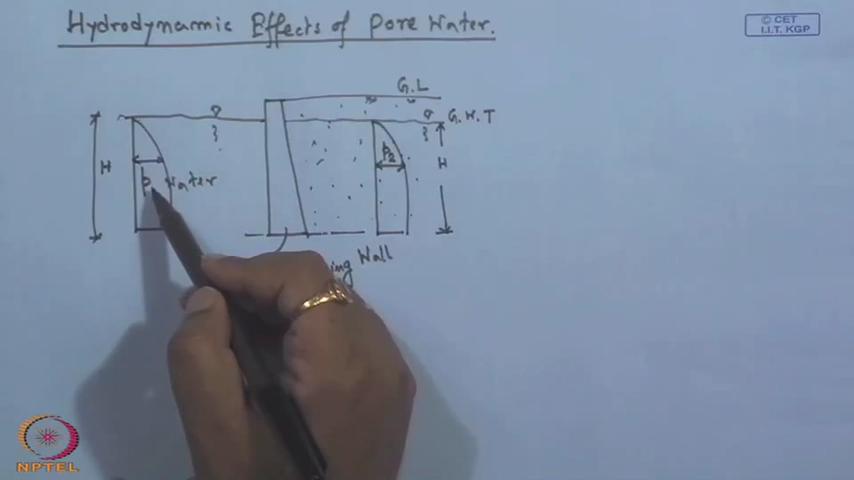 Hydrodynamic Effects of Pore Water.
© CET
I.I.T. KGP
G.L
G.W.T
H
P2
H
Water
Wall
NPTEL